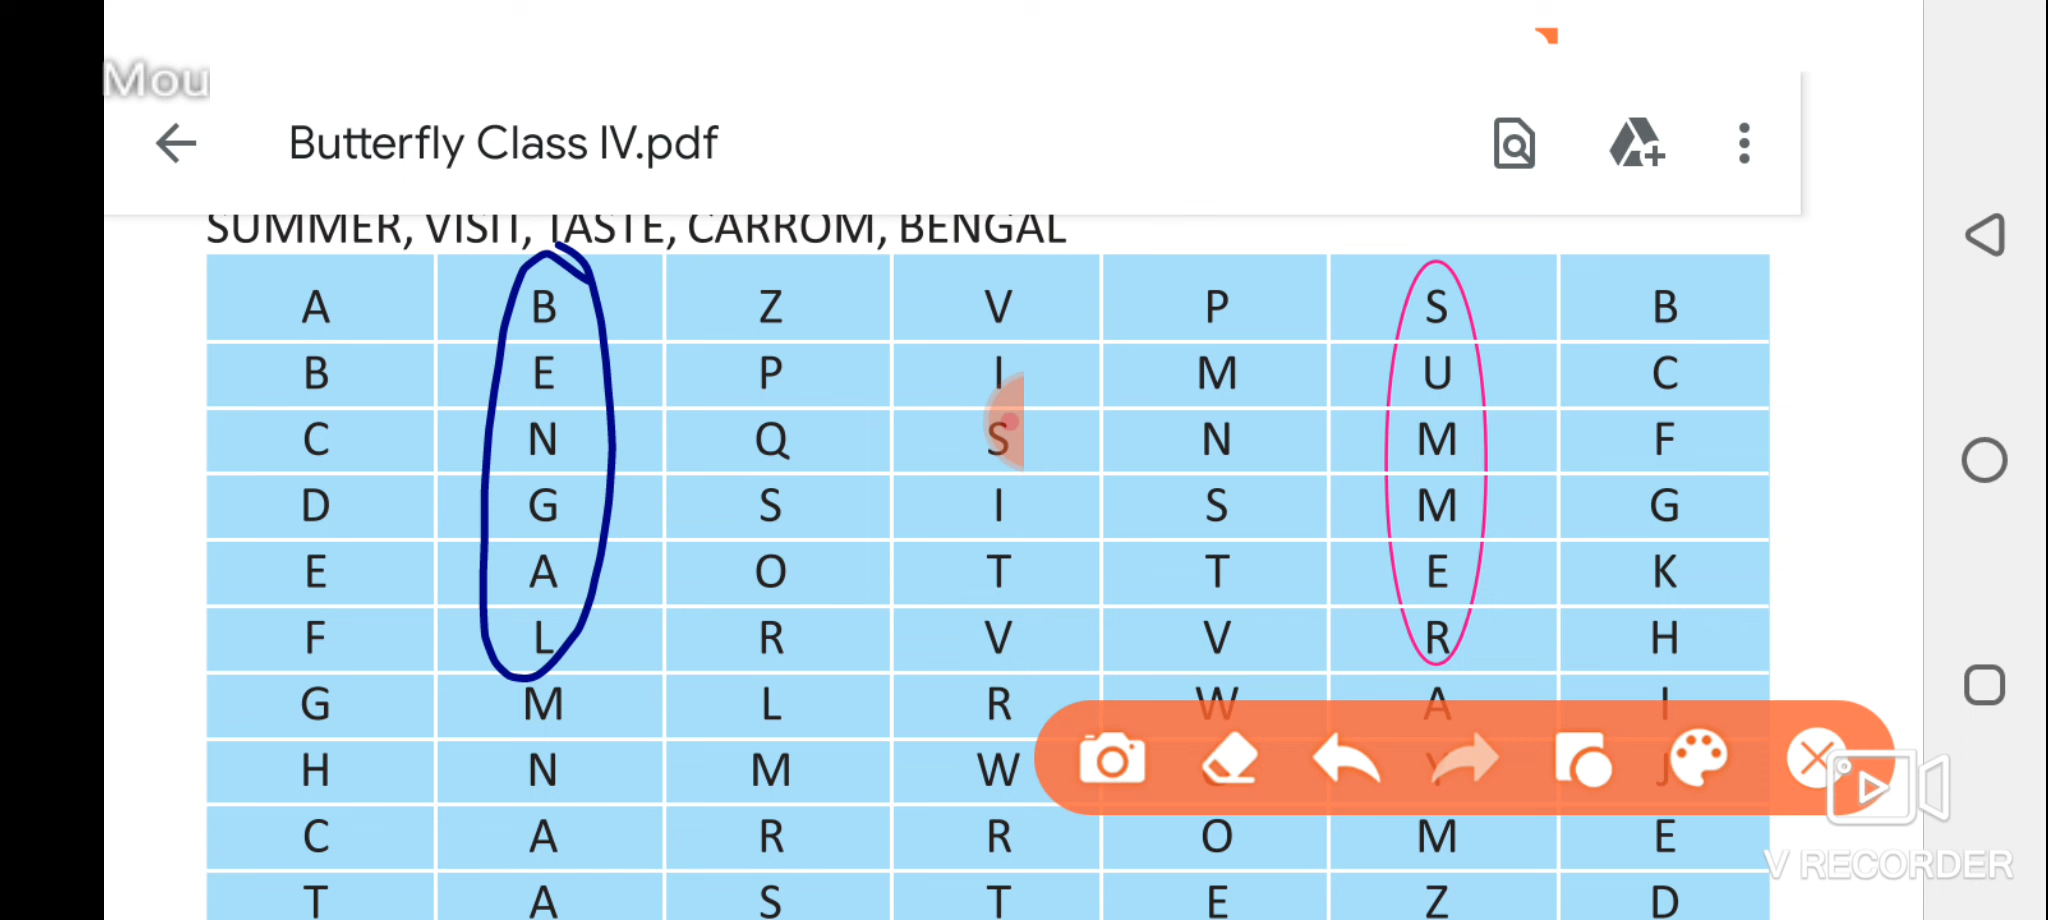 Mou
Butterfly Class IV.pdf
SUMMER, VISIT, TASTE, CARROM, BENGAL
A B Z V P S B
B E P I M U C
C N Q S N M F
D G S I S M G
E A O T T E K
F L R V V R H
G M L R W A I
H N M W Y J
C A R R O M E
T A S T E Z D
V RECORDER